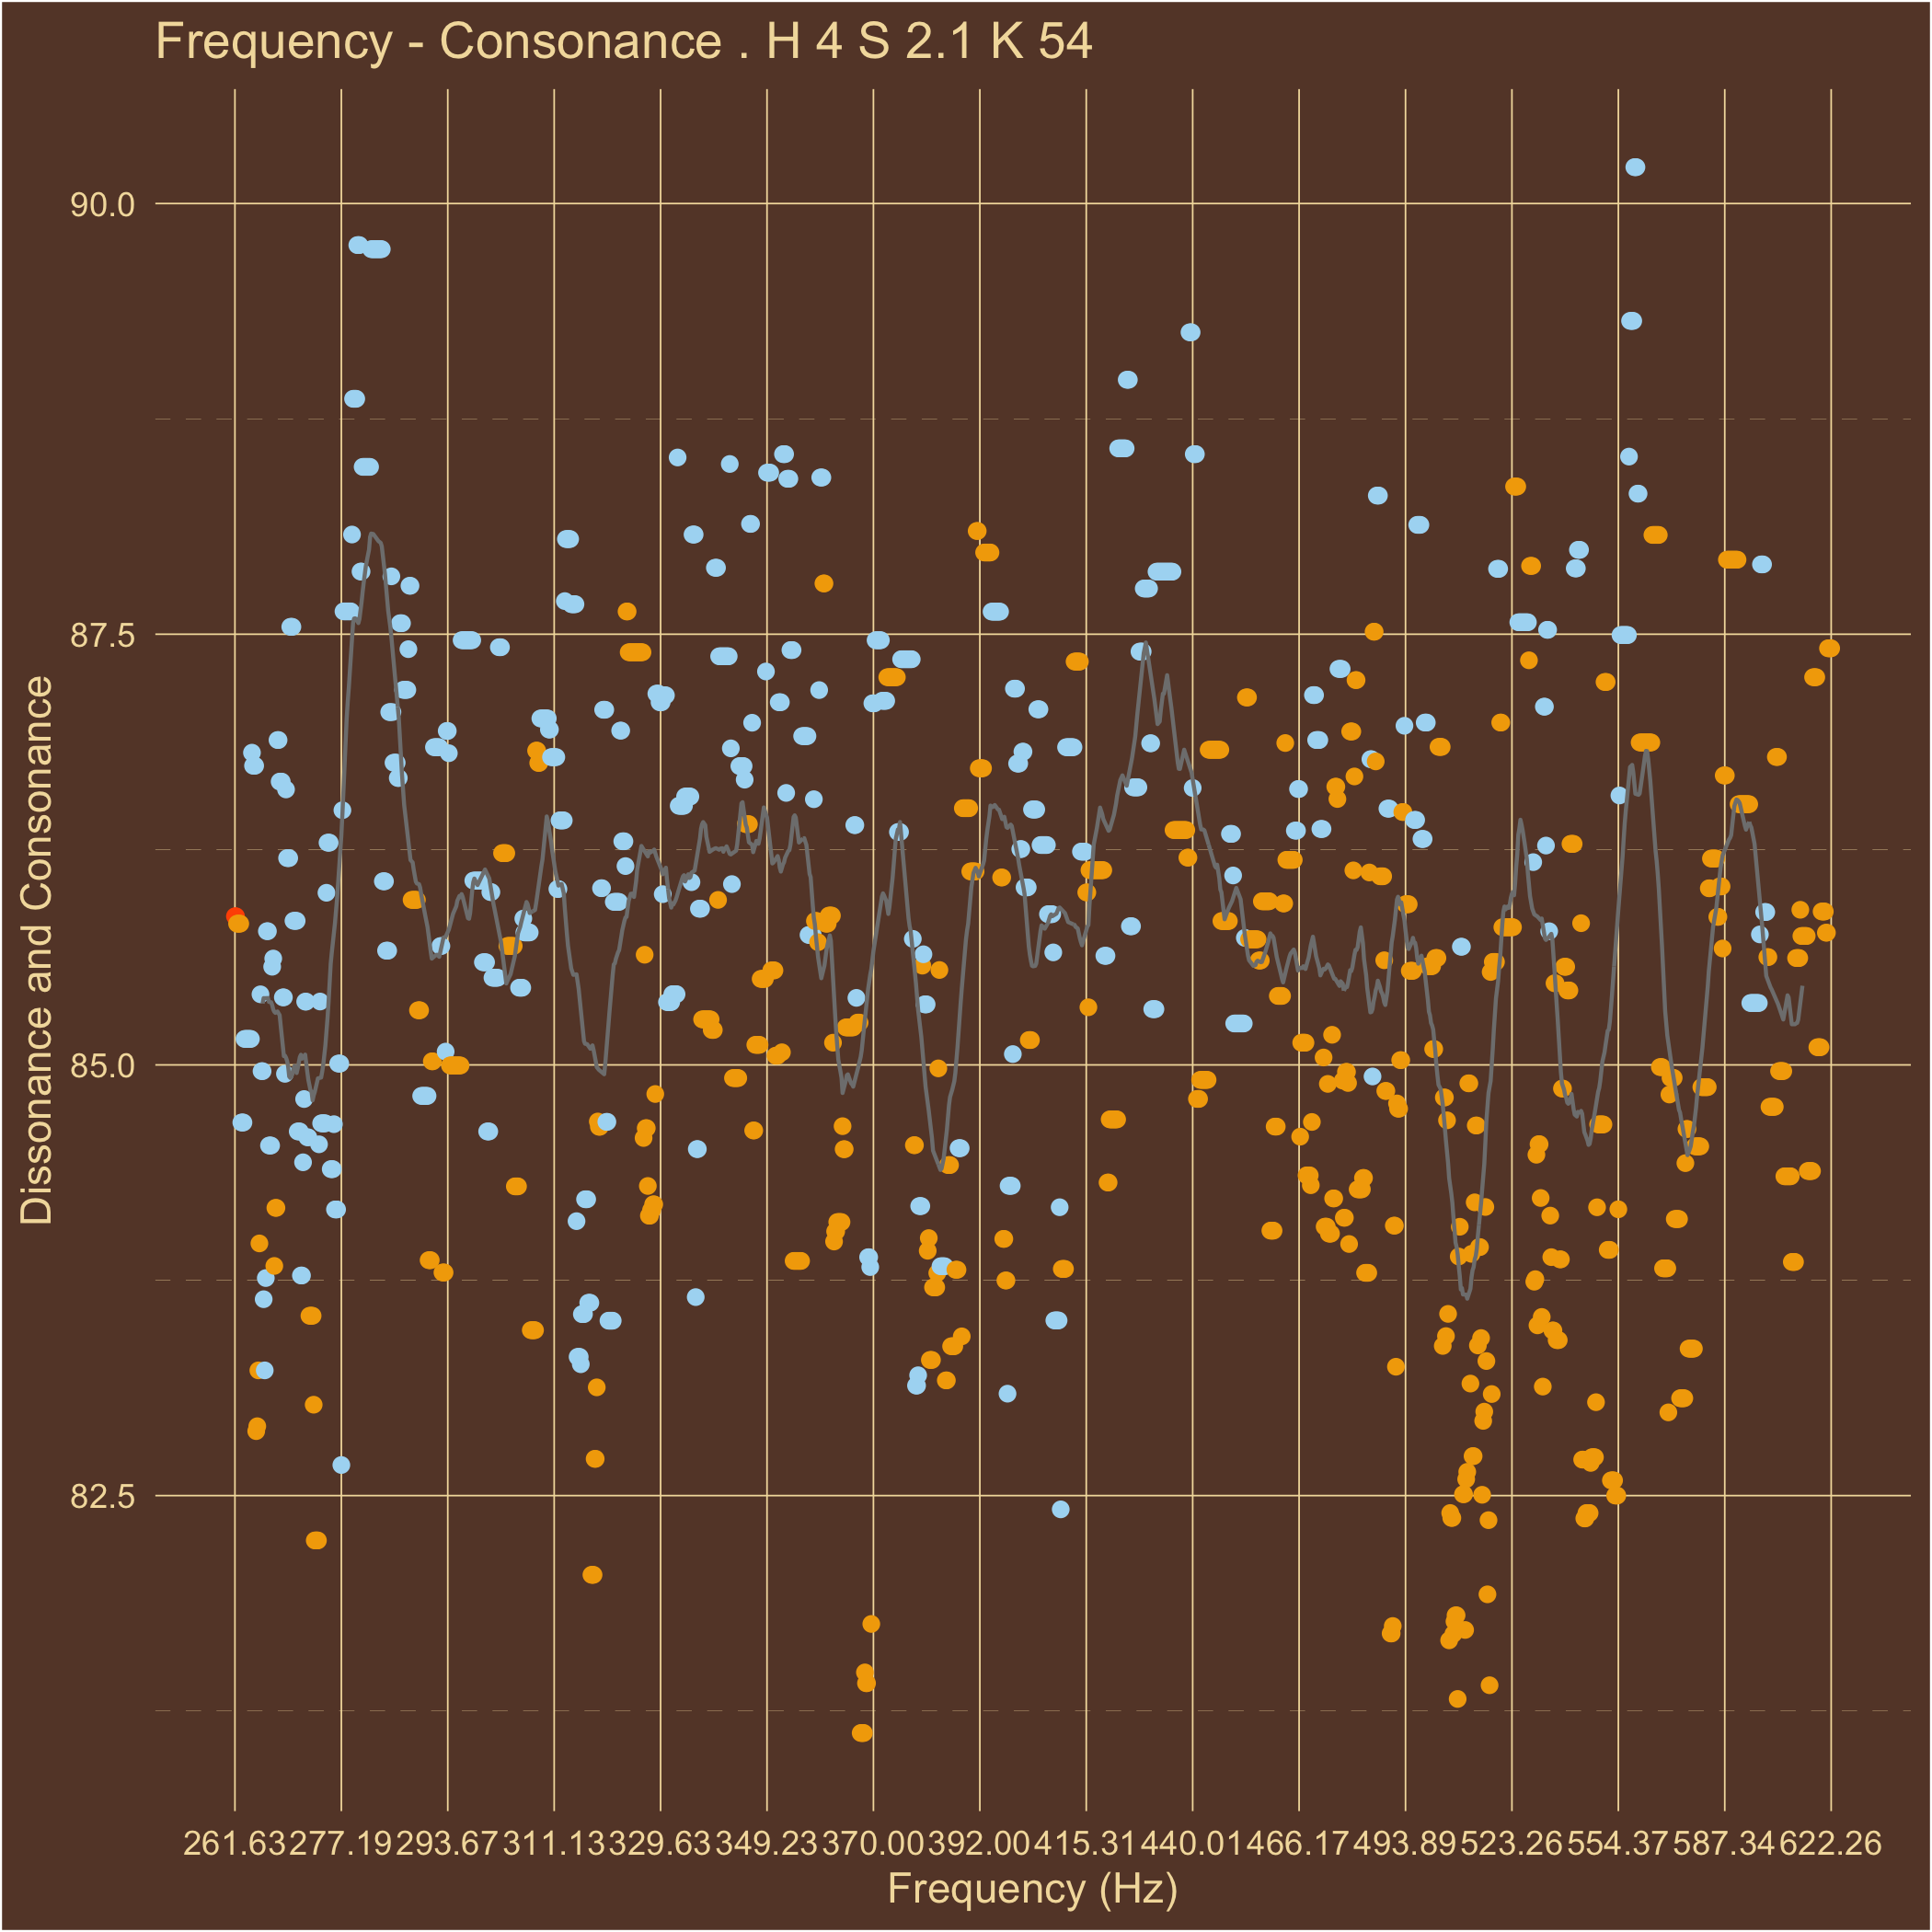 Frequency - Consonance . H 4 S 2.1 K 54
Dissonance and Consonance
90.0
87.5
85.0
82.5
261.63 277.19 293.67 311.13 329.63 349.23 370.00 392.00 415.31 440.01 466.17 493.89 523.26 554.37 587.34 622.26
Frequency (Hz)